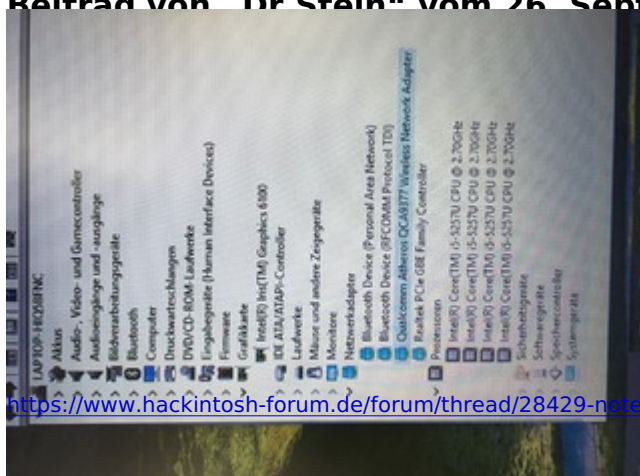 Beitrag von „Dr.Stein“ vom 26. Sept
LAPTOP-HIQ58FNC
Akkus
Audio-, Video- und Gamecontroller
Audioeingänge und -ausgänge
Bildverarbeitungsgeräte
Bluetooth
Computer
Druckwarteschlangen
DVD/CD-ROM-Laufwerke
Eingabegeräte (Human Interface Devices)
Firmware
Grafikkarte
Intel(R) Iris(TM) Graphics 6100
IDE ATA/ATAPI-Controller
Laufwerke
Mäuse und andere Zeigegeräte
Monitore
Netzwerkadapter
Bluetooth Device (Personal Area Network)
Bluetooth Device (RFCOMM Protocol TDI)
Qualcomm Atheros QCA9377 Wireless Network Adapter
Realtek PCIe GBE Family Controller
Prozessoren
Intel(R) Core(TM) i5-5257U CPU @ 2.70GHz
Intel(R) Core(TM) i5-5257U CPU @ 2.70GHz
Intel(R) Core(TM) i5-5257U CPU @ 2.70GHz
Intel(R) Core(TM) i5-5257U CPU @ 2.70GHz
Sicherheitsgeräte
Softwaregeräte
Speichercontroller
Systemgeräte
https://www.hackintosh-forum.de/forum/thread/28429-note